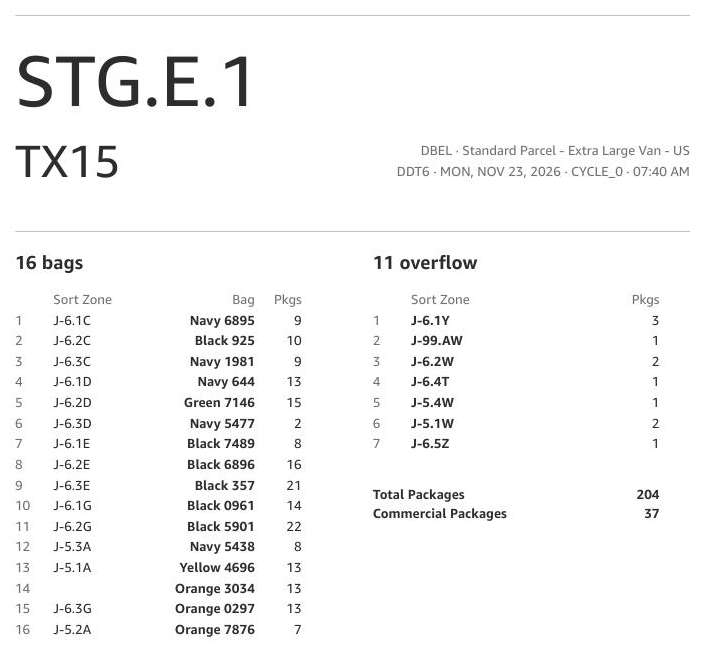 STG.E.1
TX15
DBEL · Standard Parcel - Extra Large Van - US
DDT6 · MON, NOV 23, 2026 · CYCLE_0 · 07:40 AM
16 bags
Sort Zone Bag Pkgs
1 J-6.1C Navy 6895 9
2 J-6.2C Black 925 10
3 J-6.3C Navy 1981 9
4 J-6.1D Navy 644 13
5 J-6.2D Green 7146 15
6 J-6.3D Navy 5477 2
7 J-6.1E Black 7489 8
8 J-6.2E Black 6896 16
9 J-6.3E Black 357 21
10 J-6.1G Black 0961 14
11 J-6.2G Black 5901 22
12 J-5.3A Navy 5438 8
13 J-5.1A Yellow 4696 13
14 Orange 3034 13
15 J-6.3G Orange 0297 13
16 J-5.2A Orange 7876 7
11 overflow
Sort Zone Pkgs
1 J-6.1Y 3
2 J-99.AW 1
3 J-6.2W 2
4 J-6.4T 1
5 J-5.4W 1
6 J-5.1W 2
7 J-6.5Z 1
Total Packages 204
Commercial Packages 37